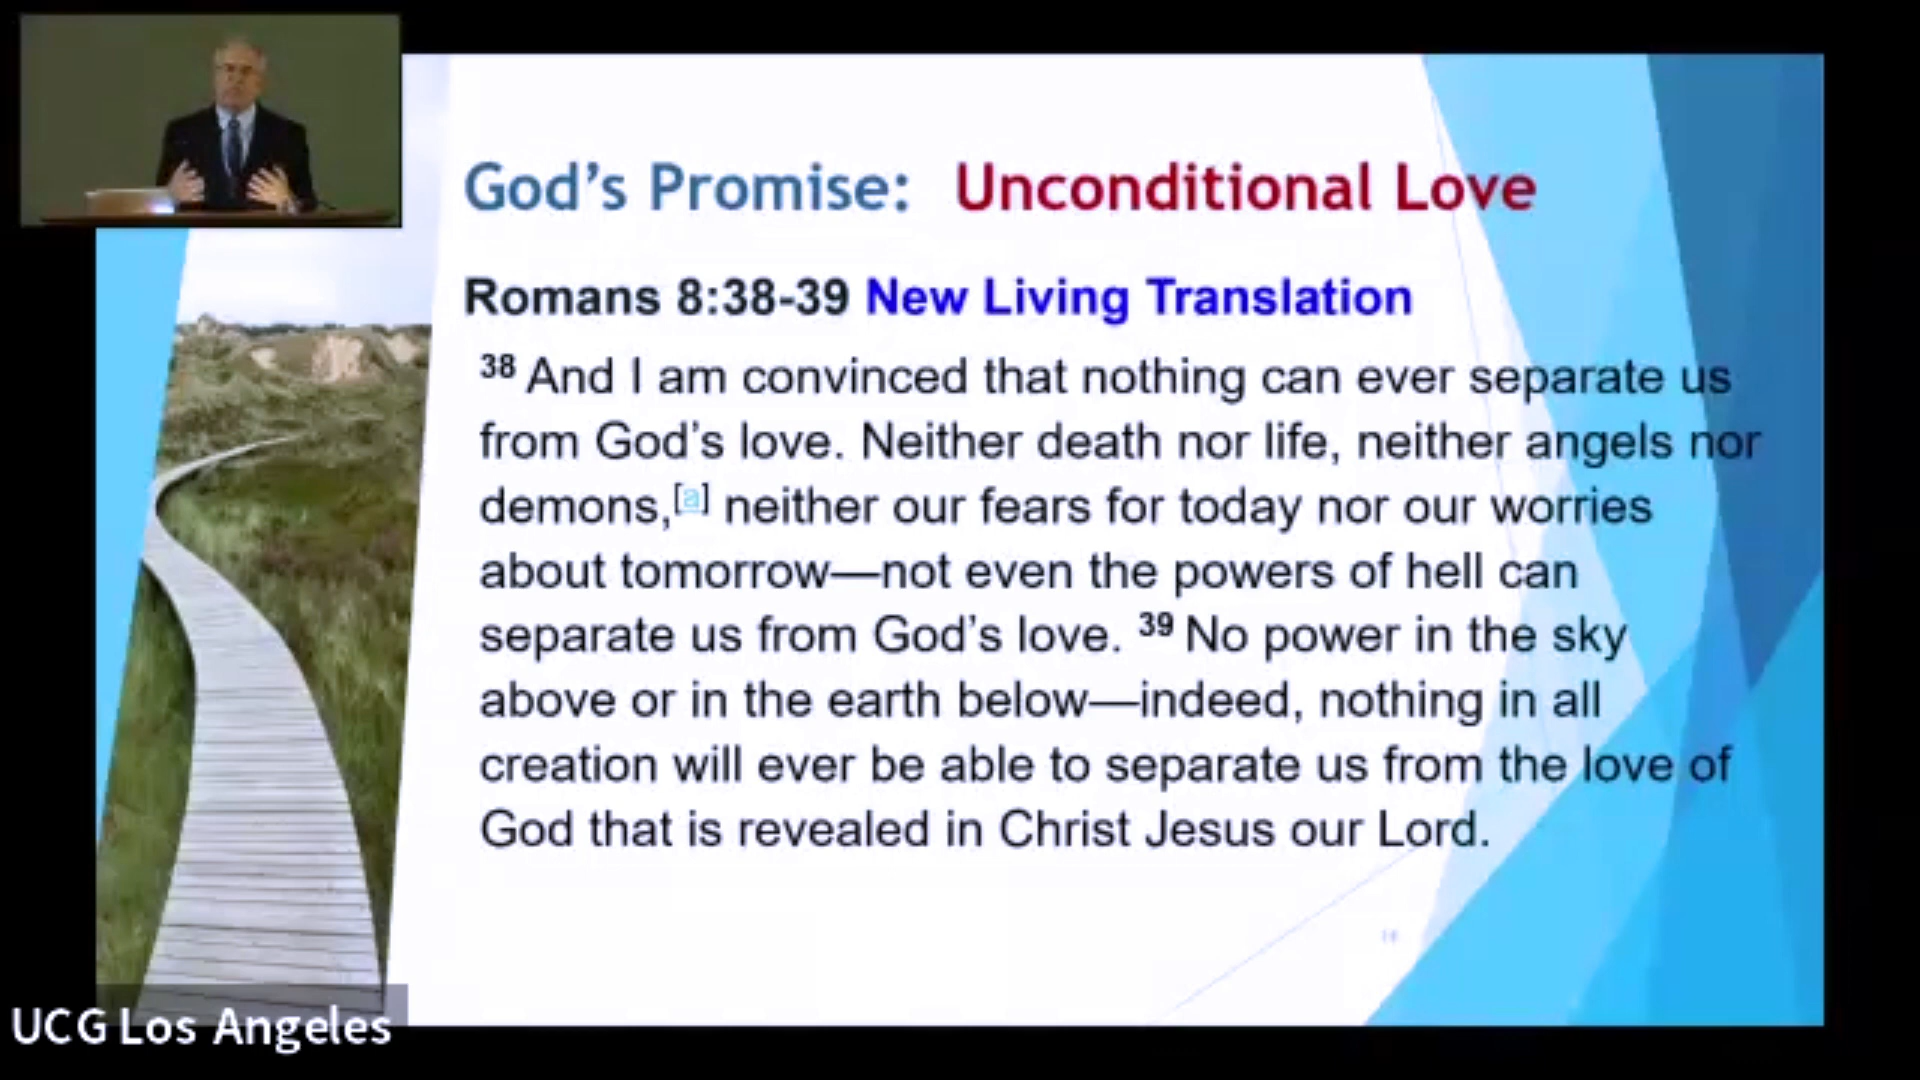 God's Promise: Unconditional Love
Romans 8:38-39 New Living Translation
38 And I am convinced that nothing can ever separate us
from God's love. Neither death nor life, neither angels nor
demons,[a] neither our fears for today nor our worries
about tomorrow—not even the powers of hell can
separate us from God's love. 39 No power in the sky
above or in the earth below—indeed, nothing in all
creation will ever be able to separate us from the love of
God that is revealed in Christ Jesus our Lord.
UCG Los Angeles